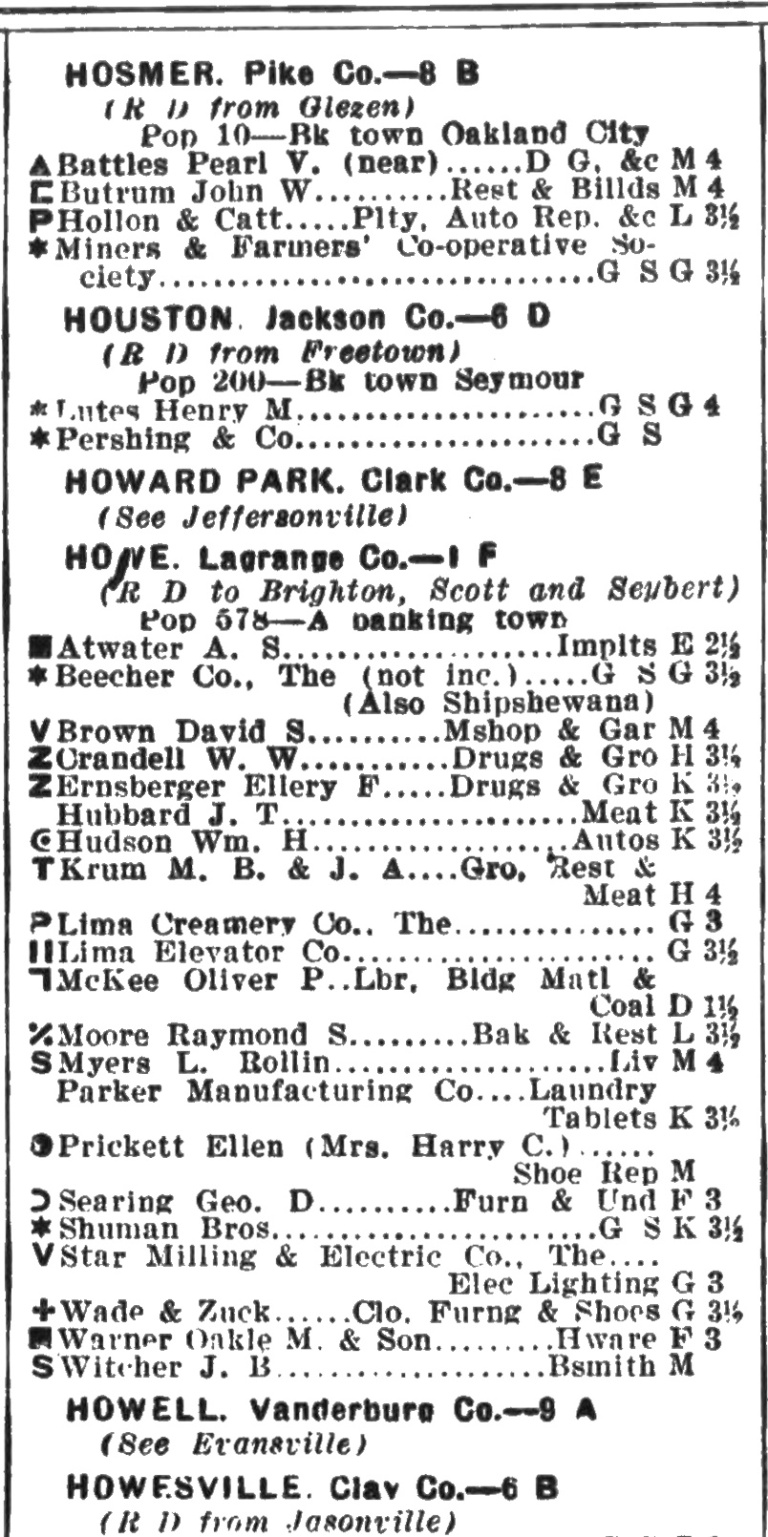 HOSMER. Pike Co.—8 B
(R D from Glezen)
Pop 10—Bk town Oakland City
▲Battles Pearl V. (near)......D G, &c M 4
Butrum John W..........Rest & Billds M 4
PHollon & Catt.....Plty, Auto Rep. &c L 3½
*Miners & Farmers' Co-operative So-
ciety.................................G S G 3½
HOUSTON. Jackson Co.—6 D
(R D from Freetown)
Pop 200—Bk town Seymour
*Lutes Henry M......................G S G 4
*Pershing & Co......................G S
HOWARD PARK. Clark Co.—8 E
(See Jeffersonville)
HOWE. Lagrange Co.—1 F
(R D to Brighton, Scott and Seybert)
Pop 578—A banking town
■Atwater A. S....................Implts E 2½
*Beecher Co., The (not inc.).....G S G 3½
(Also Shipshewana)
VBrown David S..........Mshop & Gar M 4
ZCrandell W. W...........Drugs & Gro H 3½
ZErnsberger Ellery F.....Drugs & Gro K 3½
Hubbard J. T......................Meat K 3½
Hudson Wm. H...................Autos K 3½
TKrum M. B. & J. A....Gro, Rest &
Meat H 4
PLima Creamery Co., The............... G 3
IILima Elevator Co....................... G 3½
McKee Oliver P..Lbr, Bldg Matl &
Coal D 1½
Moore Raymond S.........Bak & Rest L 3½
SMyers L. Rollin....................Liv M 4
Parker Manufacturing Co....Laundry
Tablets K 3½
Prickett Ellen (Mrs. Harry C.)......
Shoe Rep M
Searing Geo. D..........Furn & Und F 3
*Shuman Bros.......................G S K 3½
VStar Milling & Electric Co., The....
Elec Lighting G 3
+Wade & Zuck......Clo, Furng & Shoes G 3½
Warner Oakle M. & Son.........Hware F 3
SWitcher J. B....................Bsmith M
HOWELL. Vanderburg Co.—9 A
(See Evansville)
HOWESVILLE. Clay Co.—6 B
(R D from Jasonville)